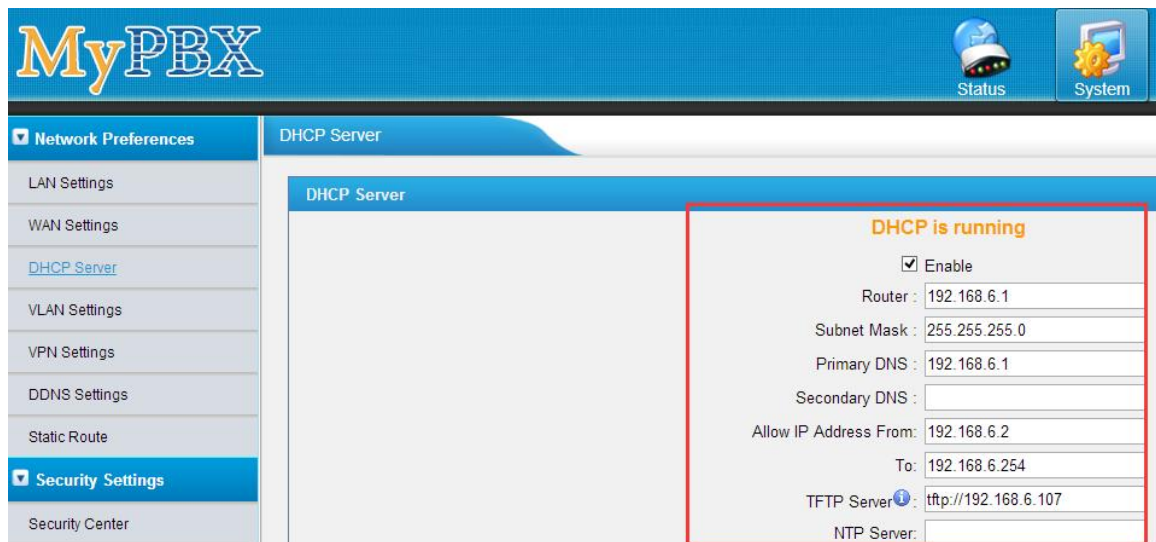 MyPBX
Status
System
Network Preferences
LAN Settings
WAN Settings
DHCP Server
VLAN Settings
VPN Settings
DDNS Settings
Static Route
Security Settings
Security Center
DHCP Server
DHCP Server
DHCP is running
Enable
Router : 192.168.6.1
Subnet Mask : 255.255.255.0
Primary DNS : 192.168.6.1
Secondary DNS :
Allow IP Address From: 192.168.6.2
To: 192.168.6.254
TFTP Server : tftp://192.168.6.107
NTP Server: